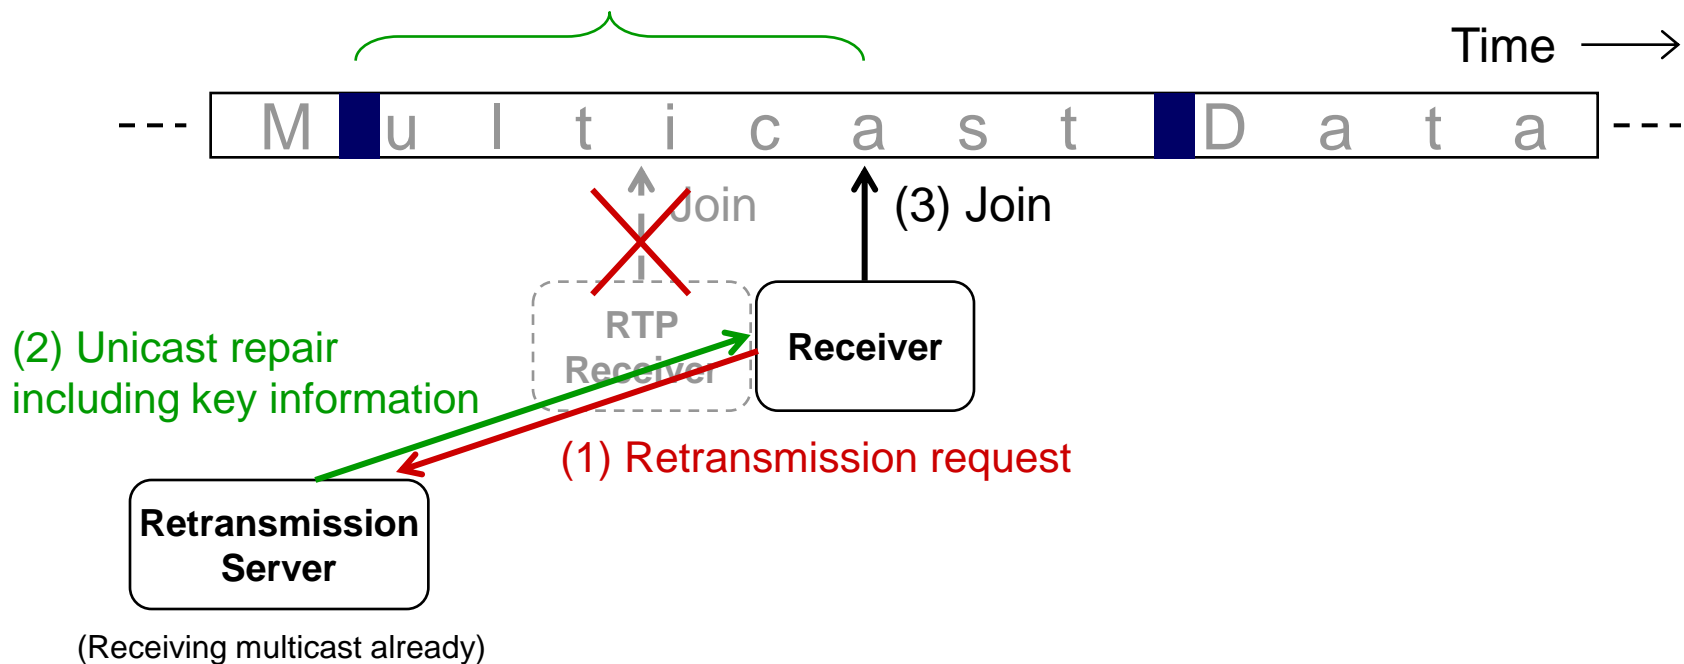 Time
M u l t i c a s t D a t a
Join
(3) Join
RTP
Receiver
Receiver
(2) Unicast repair
including key information
(1) Retransmission request
Retransmission
Server
(Receiving multicast already)